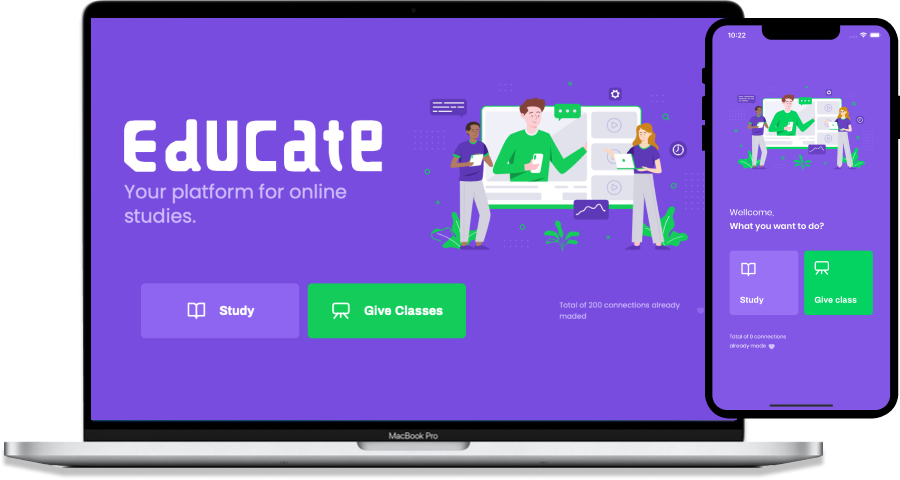 Educate
Your platform for online
studies.
Study
Give Classes
Total of 200 connections already
maded
MacBook Pro
10:22
Wellcome,
What you want to do?
Study
Give class
Total of 0 connections
already made